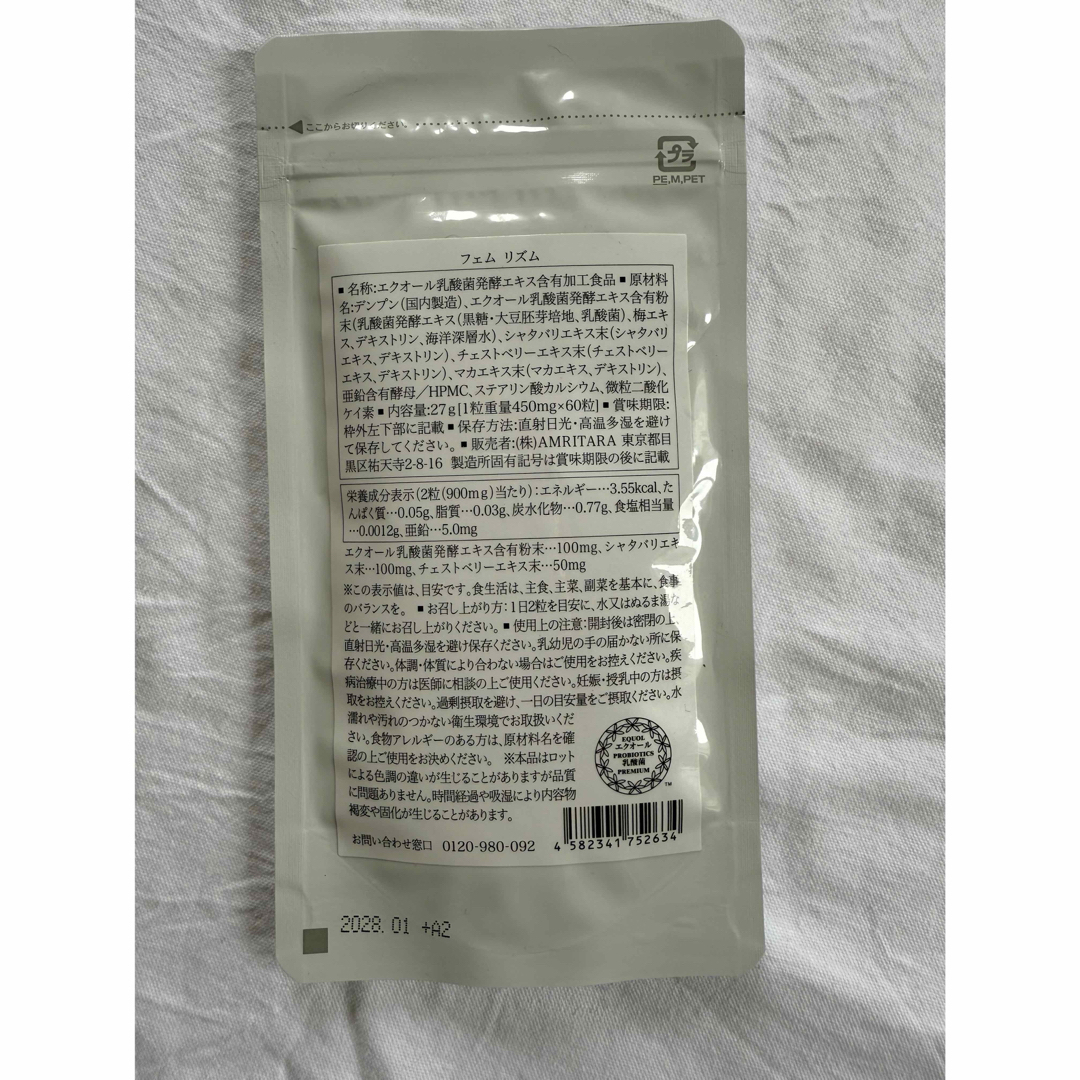 ここからお切りください。
プラ
PE,M,PET
フェム リズム
■ 名称:エクオール乳酸菌発酵エキス含有加工食品 ■ 原材料
名:デンプン(国内製造)、エクオール乳酸菌発酵エキス含有粉
末(乳酸菌発酵エキス(黒糖・大豆胚芽培地、乳酸菌)、梅エキ
ス、デキストリン、海洋深層水)、シャタバリエキス末(シャタバリ
エキス、デキストリン)、チェストベリーエキス末(チェストベリー
エキス、デキストリン)、マカエキス末(マカエキス、デキストリン)、
亜鉛含有酵母/HPMC、ステアリン酸カルシウム、微粒二酸化
ケイ素 ■ 内容量:27g[1粒重量450mg×60粒] ■ 賞味期限:
枠外左下部に記載 ■ 保存方法:直射日光・高温多湿を避け
て保存してください。 ■ 販売者:(株)AMRITARA 東京都目
黒区祐天寺2-8-16 製造所固有記号は賞味期限の後に記載
栄養成分表示(2粒(900mg)当たり):エネルギー…3.55kcal、た
んぱく質…0.05g、脂質…0.03g、炭水化物…0.77g、食塩相当量
…0.0012g、亜鉛…5.0mg
エクオール乳酸菌発酵エキス含有粉末…100mg、シャタバリエキ
ス末…100mg、チェストベリーエキス末…50mg
※この表示値は、目安です。食生活は、主食、主菜、副菜を基本に、食事
のバランスを。 ■ お召し上がり方:1日2粒を目安に、水又はぬるま湯な
どと一緒にお召し上がりください。 ■ 使用上の注意:開封後は密閉の上、
直射日光・高温多湿を避け保存ください。乳幼児の手の届かない所に保
存ください。体調・体質により合わない場合はご使用をお控えください。疾
病治療中の方は医師に相談の上ご使用ください。妊娠・授乳中の方は摂
取をお控えください。過剰摂取を避け、一日の目安量をご摂取ください。水
濡れや汚れのつかない衛生環境でお取扱いくだ
さい。食物アレルギーのある方は、原材料名を確
認の上ご使用をお決めください。 ※本品はロット
による色調の違いが生じることがありますが品質
に問題ありません。時間経過や吸湿により内容物
褐変や固化が生じることがあります。
EQUOL
エクオール
PROBIOTICS
乳酸菌
PREMIUM
TM
お問い合わせ窓口 0120-980-092
4 582341 752634
2028.01 +A2